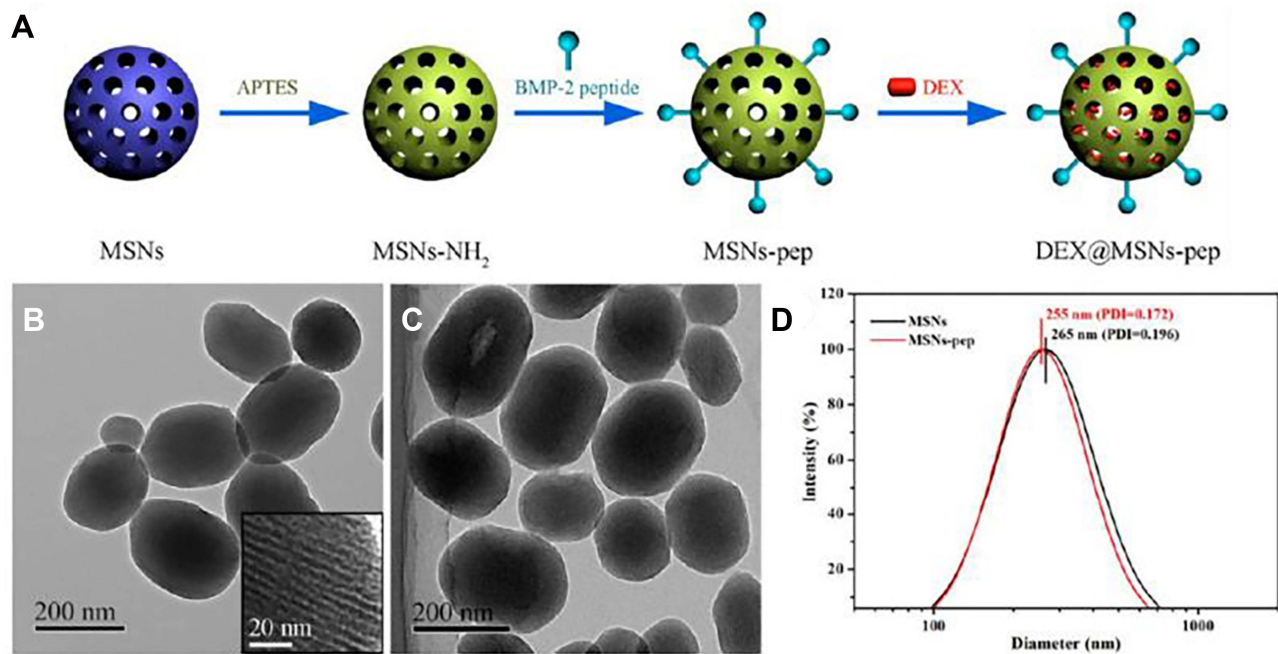 A
APTES
BMP-2 peptide
DEX
MSNs
MSNs-NH₂
MSNs-pep
DEX@MSNs-pep
B
200 nm
20 nm
C
200 nm
D
120
100
80
60
40
20
Intensity (%)
MSNs
MSNs-pep
255 nm (PDI=0.172)
265 nm (PDI=0.196)
100
1000
Diameter (nm)